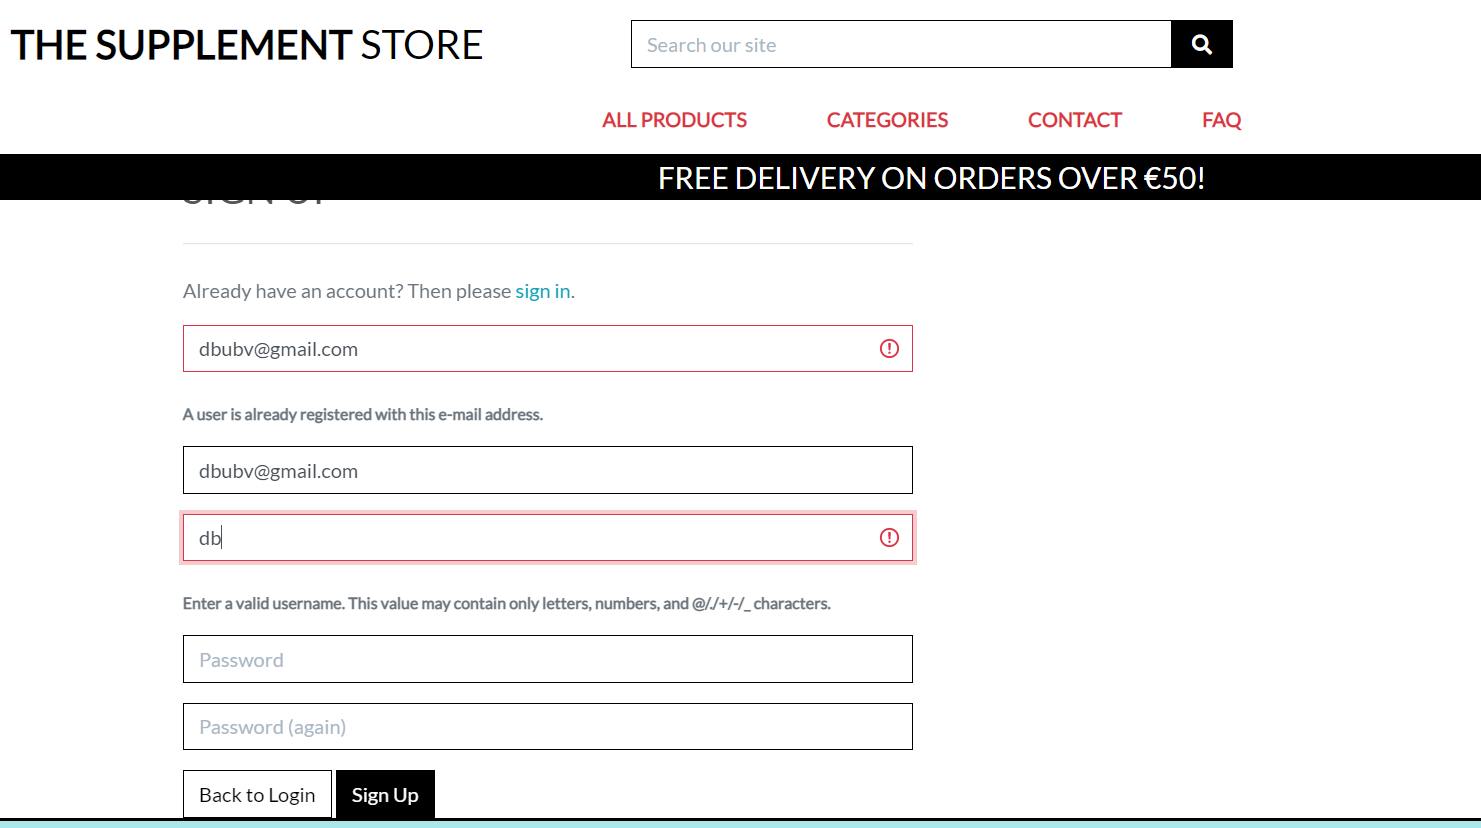 THE SUPPLEMENT STORE
Search our site
ALL PRODUCTS CATEGORIES CONTACT FAQ
FREE DELIVERY ON ORDERS OVER €50!
Already have an account? Then please sign in.
dbubv@gmail.com
A user is already registered with this e-mail address.
dbubv@gmail.com
db
Enter a valid username. This value may contain only letters, numbers, and @/./+/-/_ characters.
Password
Password (again)
Back to Login Sign Up